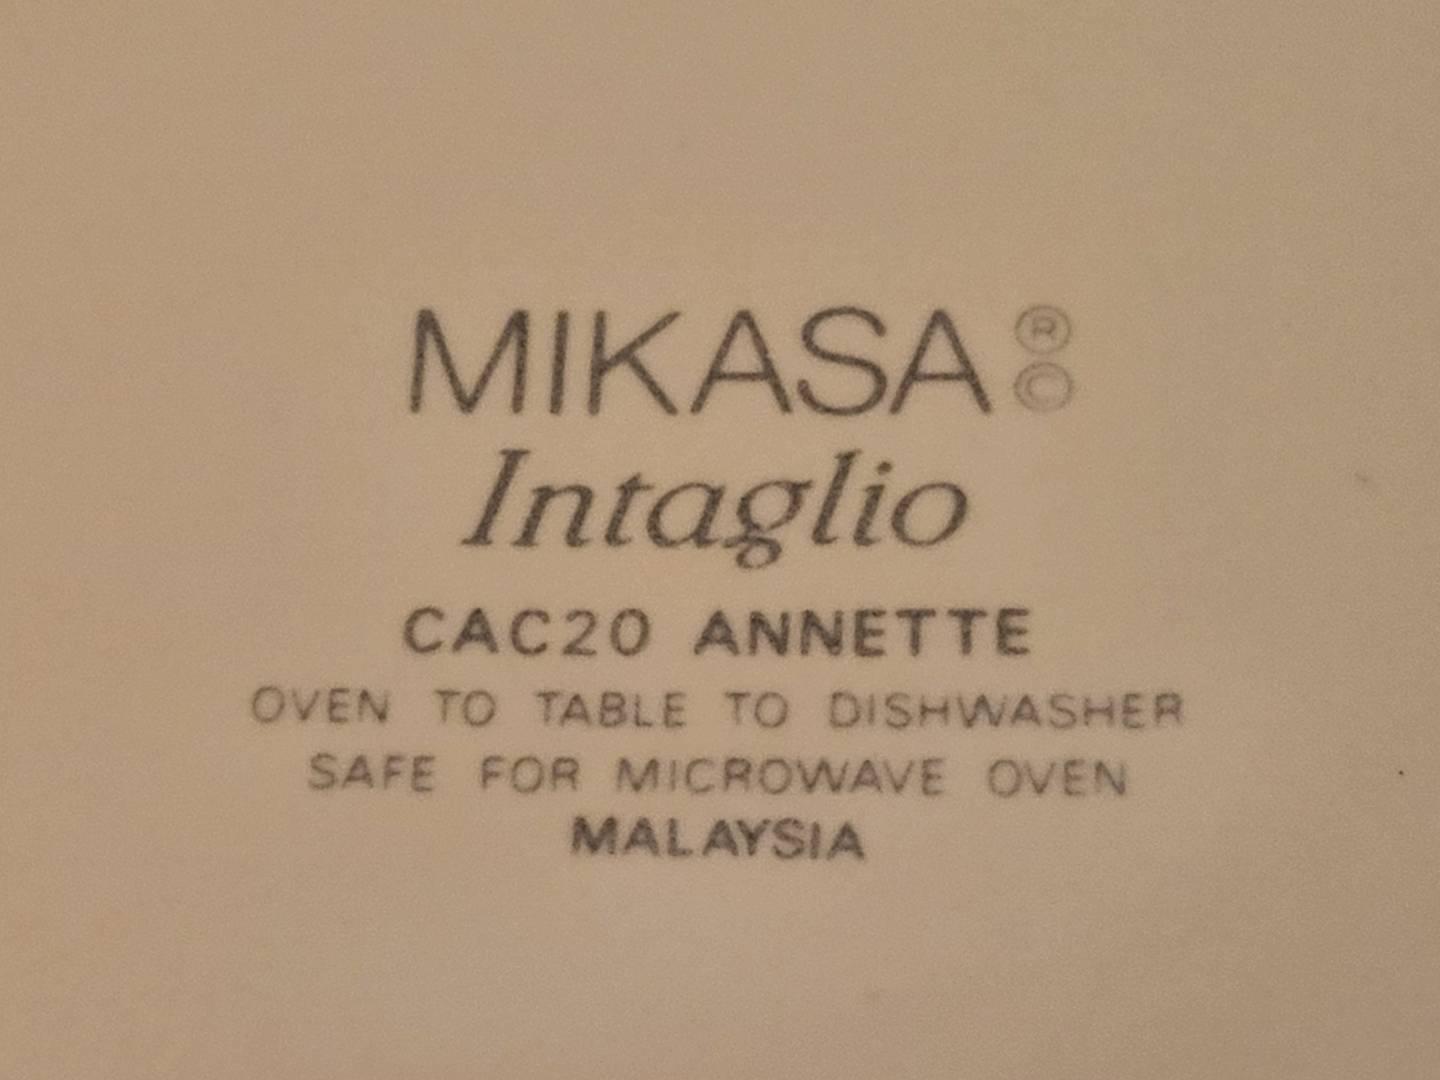 MIKASA ® ©
Intaglio
CAC20 ANNETTE
OVEN TO TABLE TO DISHWASHER
SAFE FOR MICROWAVE OVEN
MALAYSIA